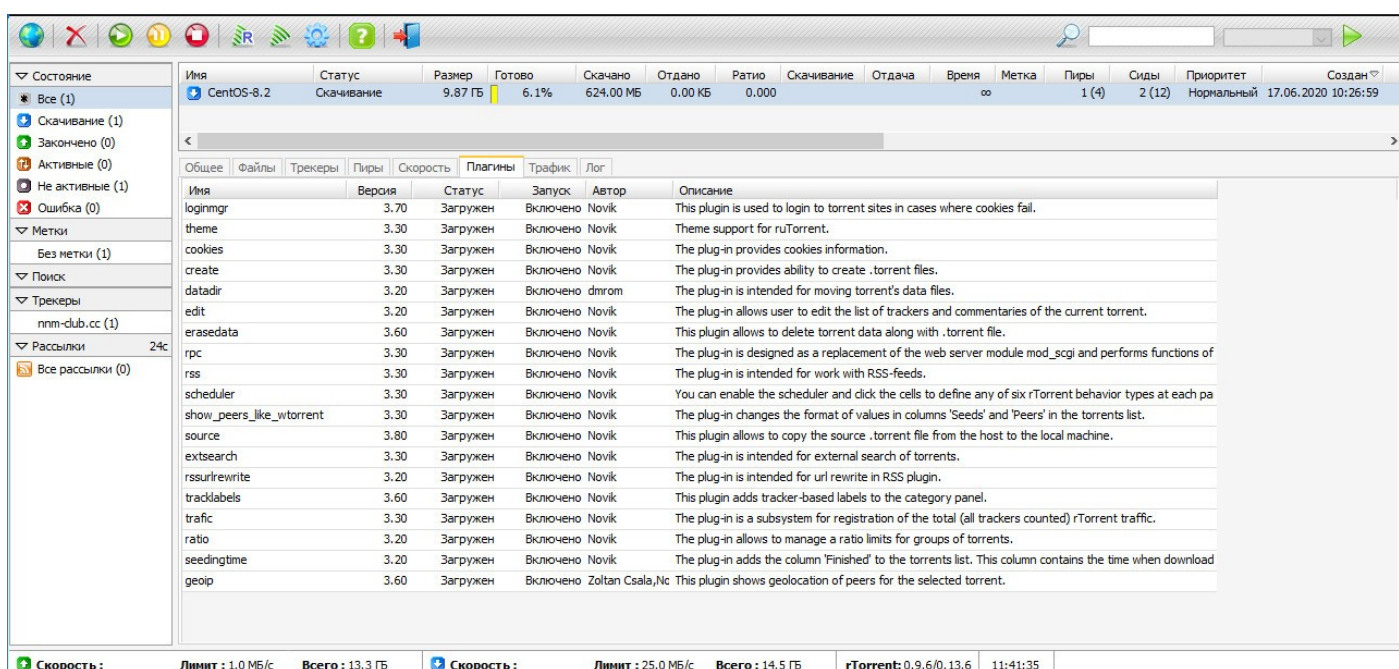 Имя Статус Размер Готово Скачано Отдано Ратио Скачивание Отдача Время Метка Пиры Сиды Приоритет Создан
CentOS-8.2 Скачивание 9.87 ГБ 6.1% 624.00 МБ 0.00 КБ 0.000 ∞ 1 (4) 2 (12) Нормальный 17.06.2020 10:26:59
Состояние
Все (1)
Скачивание (1)
Закончено (0)
Активные (0)
Не активные (1)
Ошибка (0)
Метки
Без метки (1)
Поиск
Трекеры
nnm-club.cc (1)
Рассылки 24с
Все рассылки (0)
Общее Файлы Трекеры Пиры Скорость Плагины Трафик Лог
Имя Версия Статус Запуск Автор Описание
loginmgr 3.70 Загружен Включено Novik This plugin is used to login to torrent sites in cases where cookies fail.
theme 3.30 Загружен Включено Novik Theme support for ruTorrent.
cookies 3.30 Загружен Включено Novik The plug-in provides cookies information.
create 3.30 Загружен Включено Novik The plug-in provides ability to create .torrent files.
datadir 3.20 Загружен Включено dmrom The plug-in is intended for moving torrent's data files.
edit 3.20 Загружен Включено Novik The plug-in allows user to edit the list of trackers and commentaries of the current torrent.
erasedata 3.60 Загружен Включено Novik This plugin allows to delete torrent data along with .torrent file.
rpc 3.30 Загружен Включено Novik The plug-in is designed as a replacement of the web server module mod_scgi and performs functions of
rss 3.30 Загружен Включено Novik The plug-in is intended for work with RSS-feeds.
scheduler 3.30 Загружен Включено Novik You can enable the scheduler and click the cells to define any of six rTorrent behavior types at each pa
show_peers_like_wtorrent 3.30 Загружен Включено Novik The plug-in changes the format of values in columns 'Seeds' and 'Peers' in the torrents list.
source 3.80 Загружен Включено Novik This plugin allows to copy the source .torrent file from the host to the local machine.
extsearch 3.30 Загружен Включено Novik The plug-in is intended for external search of torrents.
rssurlrewrite 3.20 Загружен Включено Novik The plug-in is intended for url rewrite in RSS plugin.
tracklabels 3.60 Загружен Включено Novik This plugin adds tracker-based labels to the category panel.
trafic 3.30 Загружен Включено Novik The plug-in is a subsystem for registration of the total (all trackers counted) rTorrent traffic.
ratio 3.20 Загружен Включено Novik The plug-in allows to manage a ratio limits for groups of torrents.
seedingtime 3.20 Загружен Включено Novik The plug-in adds the column 'Finished' to the torrents list. This column contains the time when download
geoip 3.60 Загружен Включено Zoltan Csala,Nc This plugin shows geolocation of peers for the selected torrent.
Скорость : Лимит : 1.0 МБ/с Всего : 13.3 ГБ Скорость : Лимит : 25.0 МБ/с Всего : 14.5 ГБ rTorrent: 0.9.6/0.13.6 11:41:35